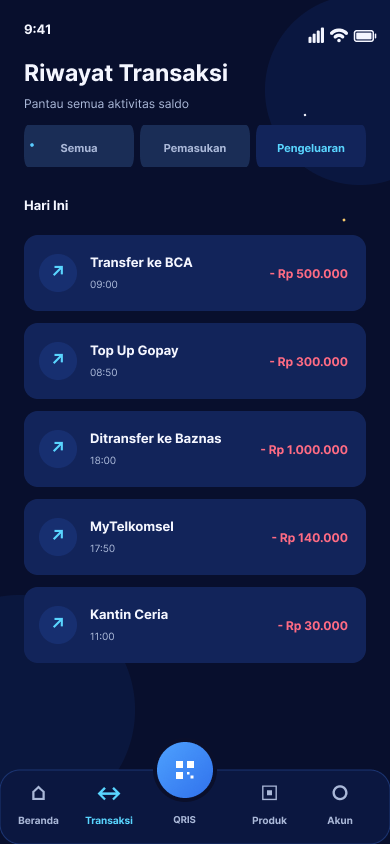 9:41
Riwayat Transaksi
Pantau semua aktivitas saldo
Semua
Pemasukan
Pengeluaran
Hari Ini
Transfer ke BCA
09:00
- Rp 500.000
Top Up Gopay
08:50
- Rp 300.000
Ditransfer ke Baznas
18:00
- Rp 1.000.000
MyTelkomsel
17:50
- Rp 140.000
Kantin Ceria
11:00
- Rp 30.000
Beranda
Transaksi
QRIS
Produk
Akun